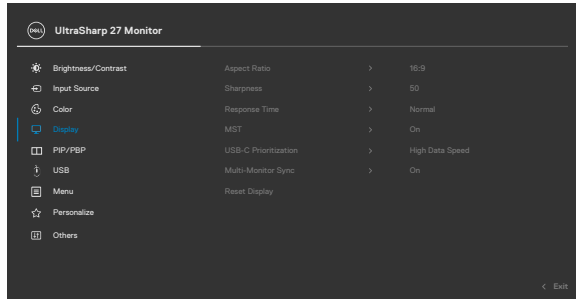 DELL UltraSharp 27 Monitor
Brightness/Contrast Aspect Ratio > 16:9
Input Source Sharpness > 50
Color Response Time > Normal
Display MST > On
PIP/PBP USB-C Prioritization > High Data Speed
USB Multi-Monitor Sync > On
Menu Reset Display
Personalize
Others
< Exit